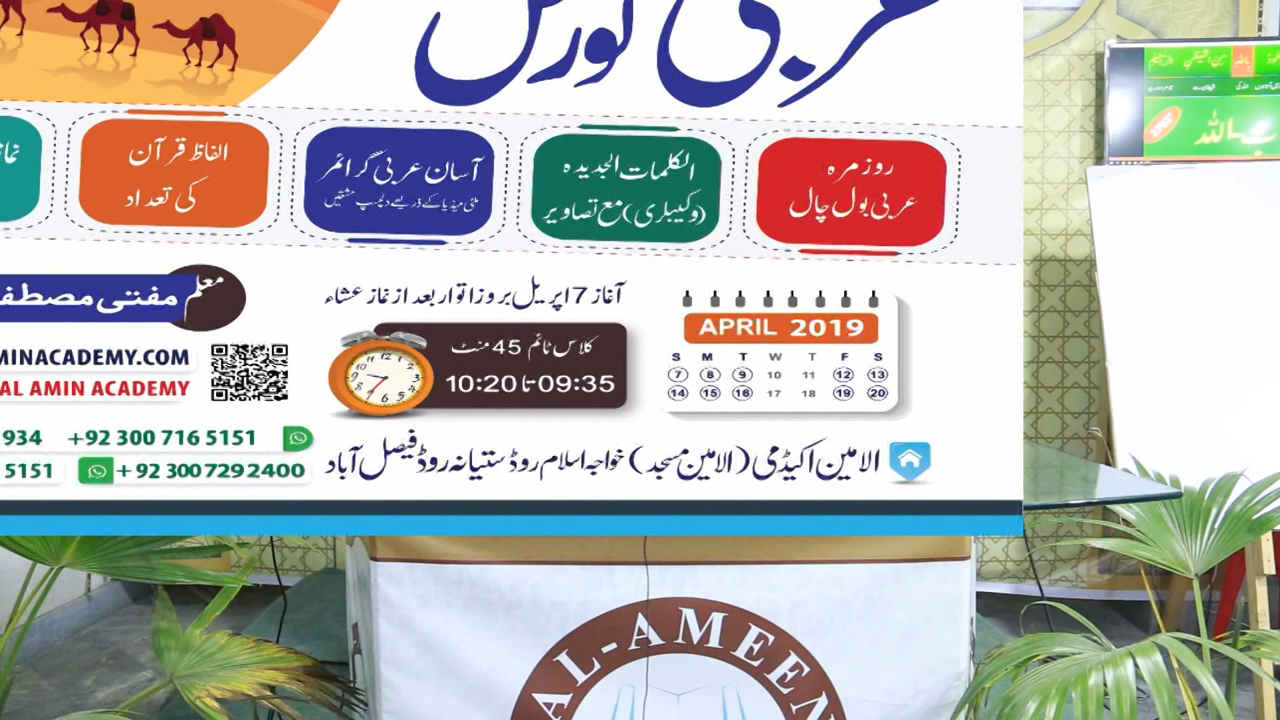 عربی کورس
روزمرہ
عربی بول چال
الکلمات الجدیدہ
(وکیبلری) مع تصاویر
آسان عربی گرائمر
ملٹی میڈیا کے ذریعے دلچسپ مشقیں
الفاظ قرآن
کی تعداد
آغاز 7 اپریل بروز اتوار بعد از نماز عشاء
معلم
مفتی مصطف
کلاس ٹائم 45 منٹ
09:35 تا 10:20
APRIL 2019
S M T W T F S
7 8 9 10 11 12 13
14 15 16 17 18 19 20
MINACADEMY.COM
AL AMIN ACADEMY
934 +92 300 716 5151
5151 +92 300 729 2400
الامین اکیڈمی (الامین مسجد) خواجہ اسلام روڈ ستیانہ روڈ فیصل آباد
AL-AMEEN